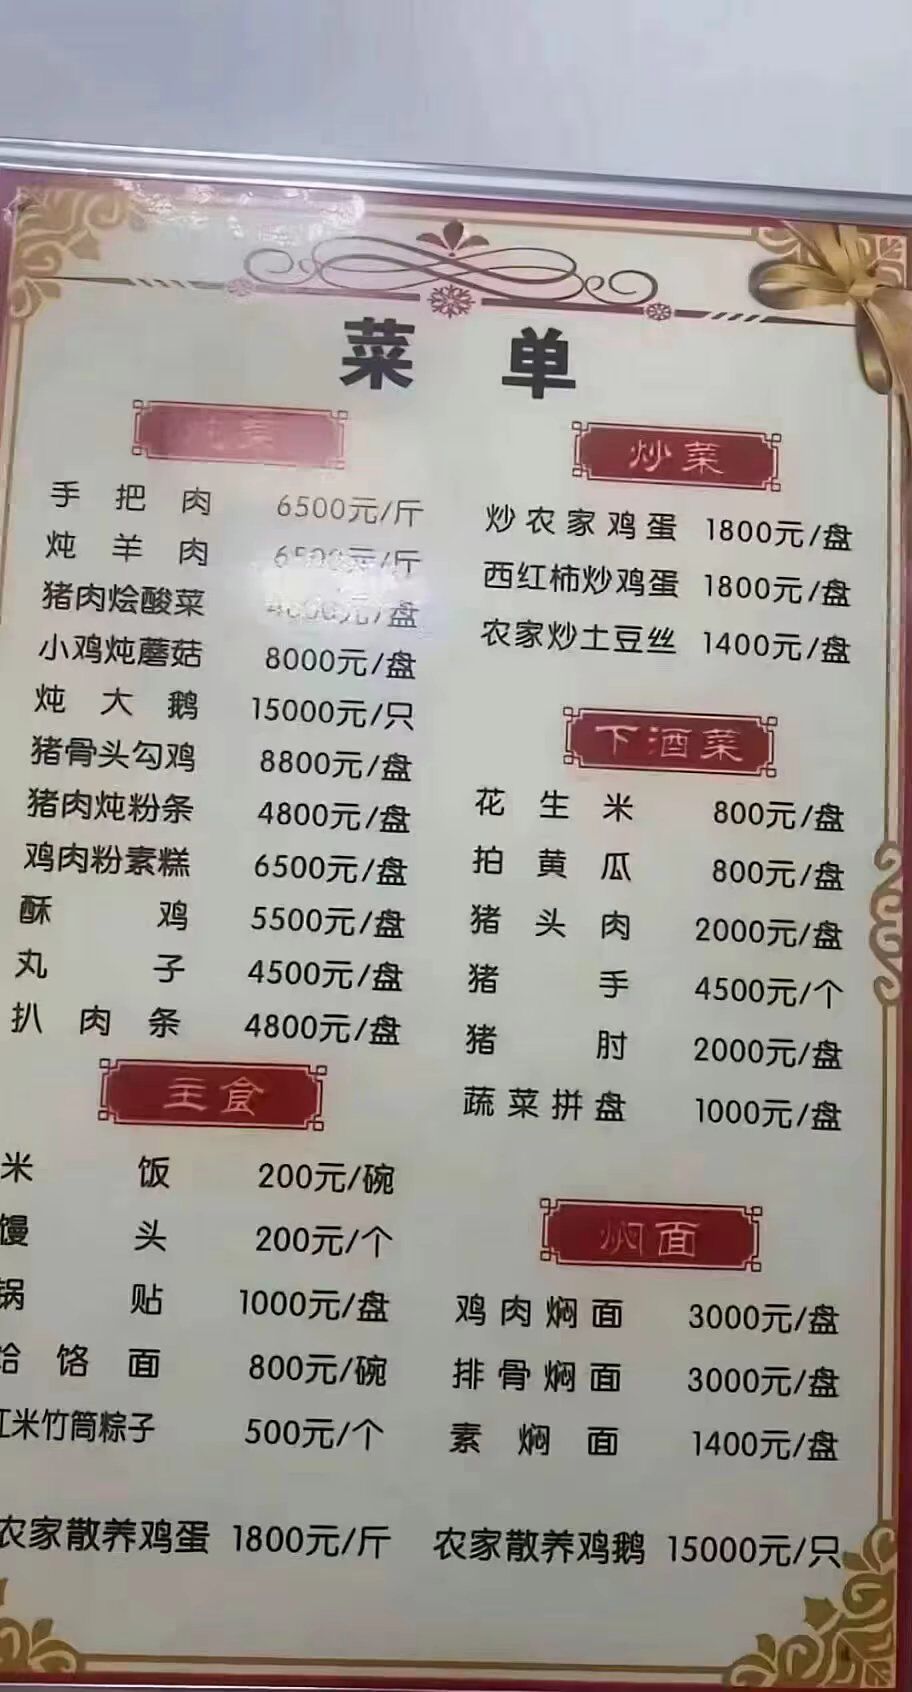 菜 单
手把肉 6500元/斤
炖羊肉 6500元/斤
猪肉烩酸菜 元/盘
小鸡炖蘑菇 8000元/盘
炖大鹅 15000元/只
猪骨头勾鸡 8800元/盘
猪肉炖粉条 4800元/盘
鸡肉粉素糕 6500元/盘
酥鸡 5500元/盘
丸子 4500元/盘
扒肉条 4800元/盘
主食
米饭 200元/碗
馒头 200元/个
锅贴 1000元/盘
饸饹面 800元/碗
红米竹筒粽子 500元/个
农家散养鸡蛋 1800元/斤
炒菜
炒农家鸡蛋 1800元/盘
西红柿炒鸡蛋 1800元/盘
农家炒土豆丝 1400元/盘
下酒菜
花生米 800元/盘
拍黄瓜 800元/盘
猪头肉 2000元/盘
猪手 4500元/个
猪肘 2000元/盘
蔬菜拼盘 1000元/盘
焖面
鸡肉焖面 3000元/盘
排骨焖面 3000元/盘
素焖面 1400元/盘
农家散养鸡鹅 15000元/只